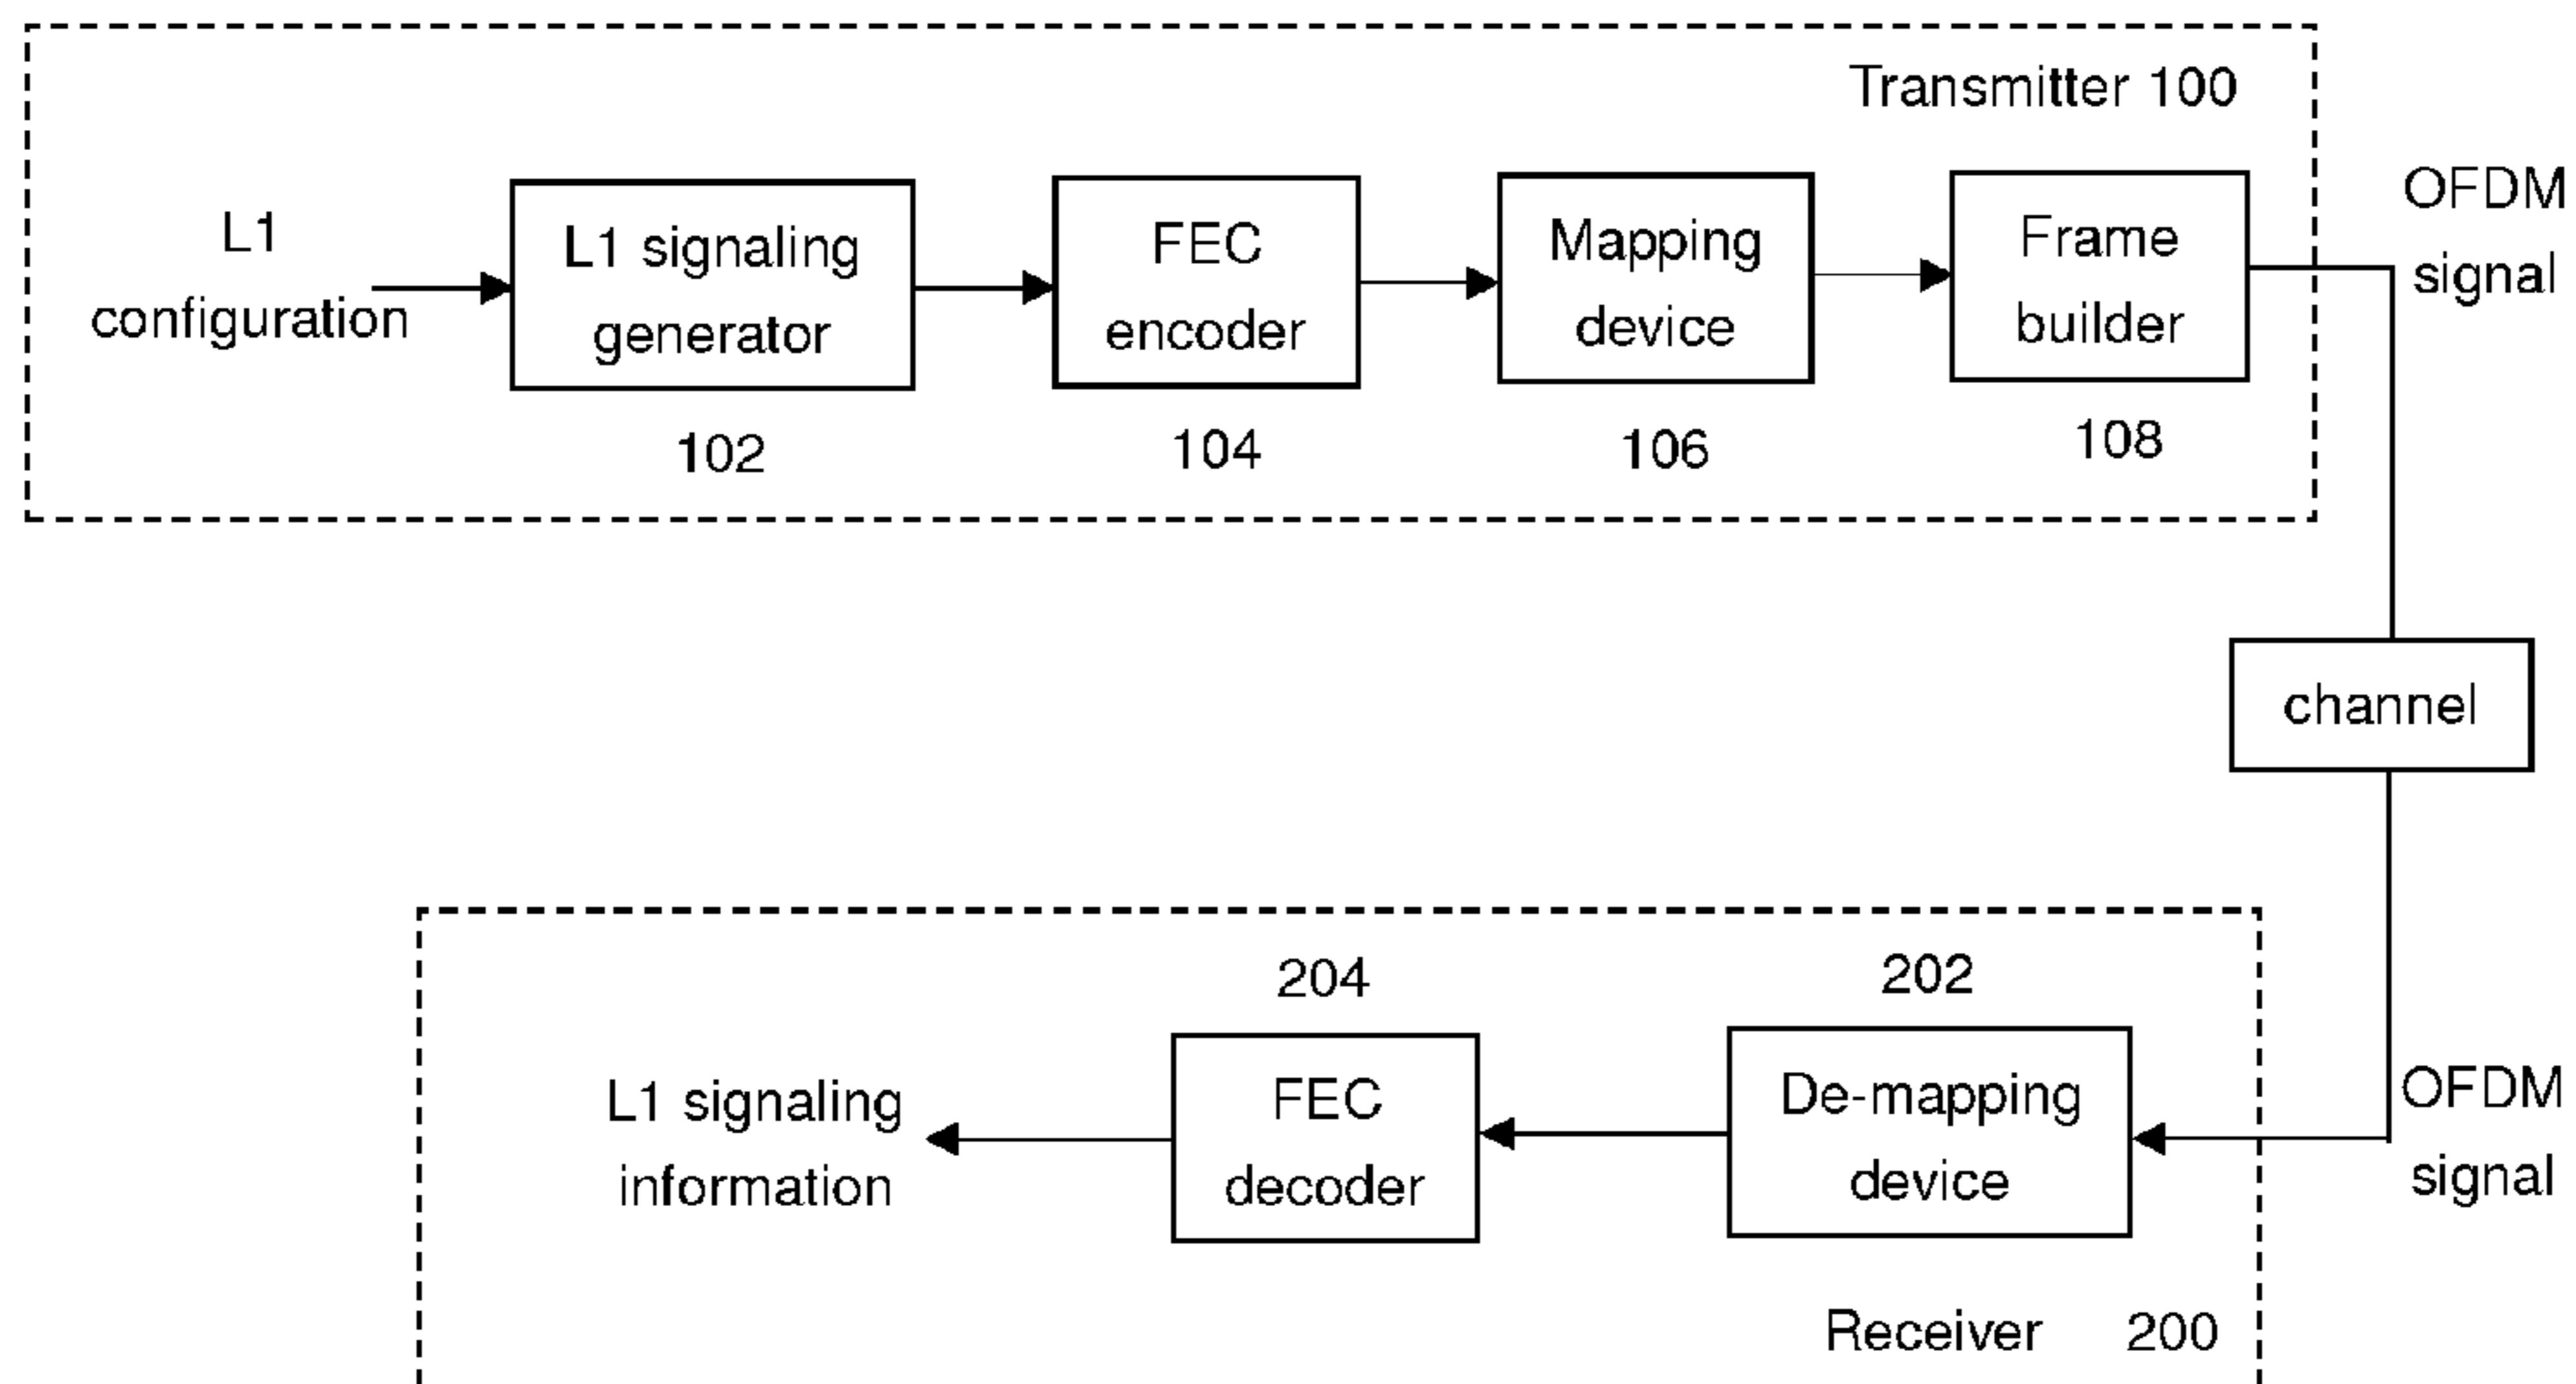 Transmitter 100
L1
configuration
L1 signaling
generator
102
FEC
encoder
104
Mapping
device
106
Frame
builder
108
OFDM
signal
channel
204
202
L1 signaling
information
FEC
decoder
De-mapping
device
OFDM
signal
Receiver 200